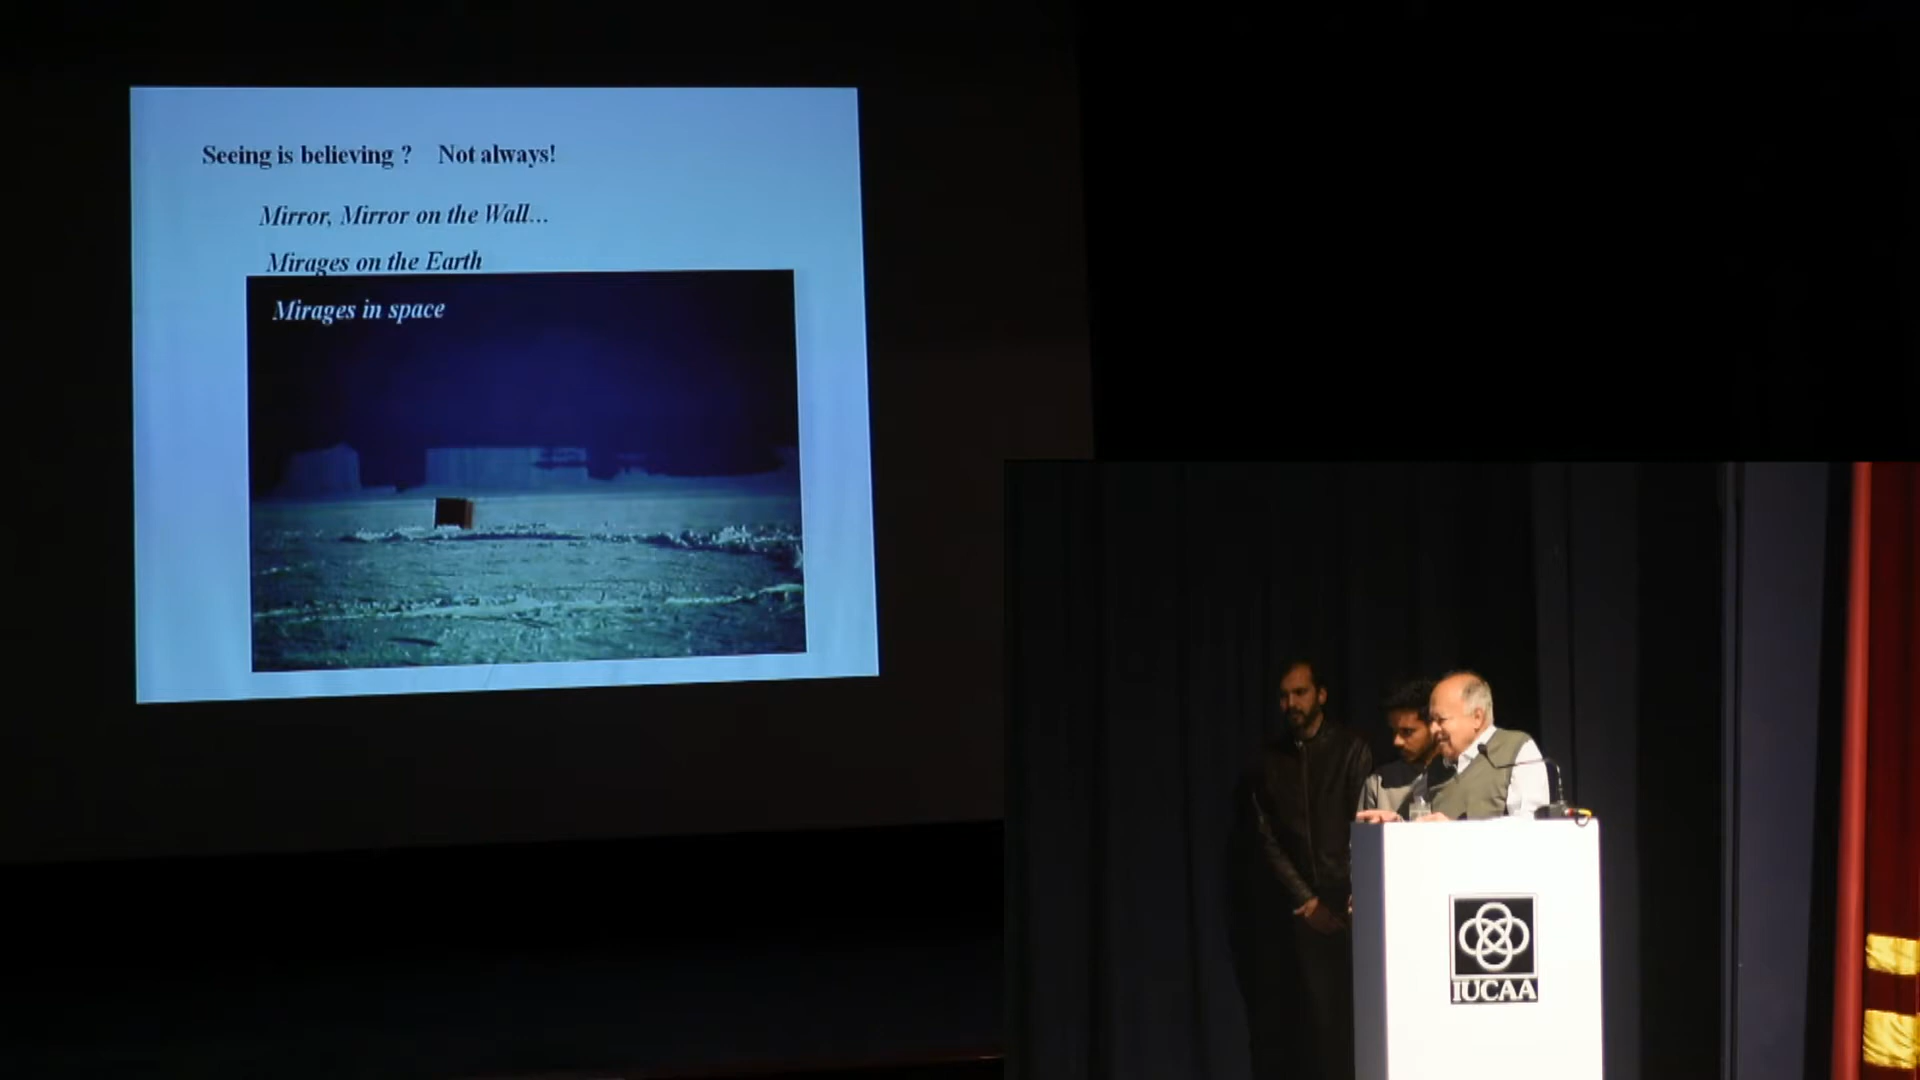 Seeing is believing ? Not always!
Mirror, Mirror on the Wall...
Mirages on the Earth
Mirages in space
IUCAA